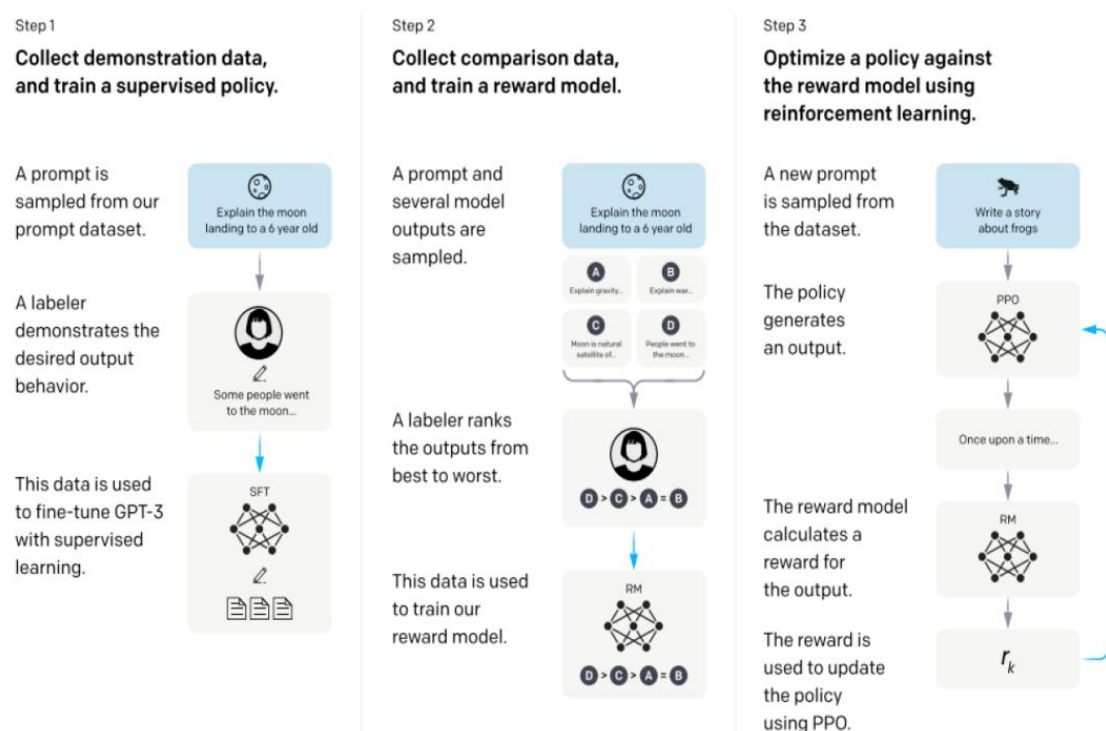 Step 1
Collect demonstration data,
and train a supervised policy.
A prompt is
sampled from our
prompt dataset.
Explain the moon
landing to a 6 year old
A labeler
demonstrates the
desired output
behavior.
Some people went
to the moon...
This data is used
to fine-tune GPT-3
with supervised
learning.
SFT
Step 2
Collect comparison data,
and train a reward model.
A prompt and
several model
outputs are
sampled.
Explain the moon
landing to a 6 year old
A
Explain gravity...
B
Explain war...
C
Moon is natural
satellite of...
D
People went to
the moon...
A labeler ranks
the outputs from
best to worst.
D > C > A = B
This data is used
to train our
reward model.
RM
D > C > A = B
Step 3
Optimize a policy against
the reward model using
reinforcement learning.
A new prompt
is sampled from
the dataset.
Write a story
about frogs
The policy
generates
an output.
PPO
Once upon a time...
The reward model
calculates a
reward for
the output.
RM
The reward is
used to update
the policy
using PPO.
rk